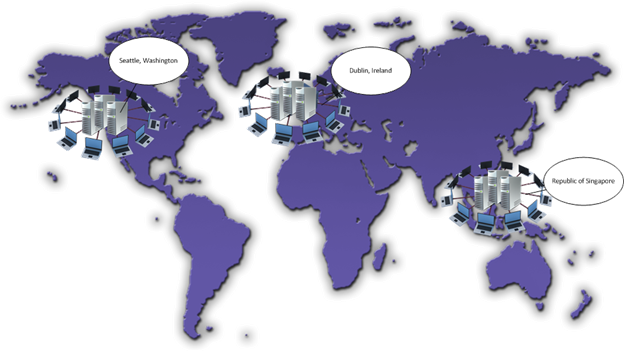 Seattle, Washington
Dublin, Ireland
Republic of Singapore